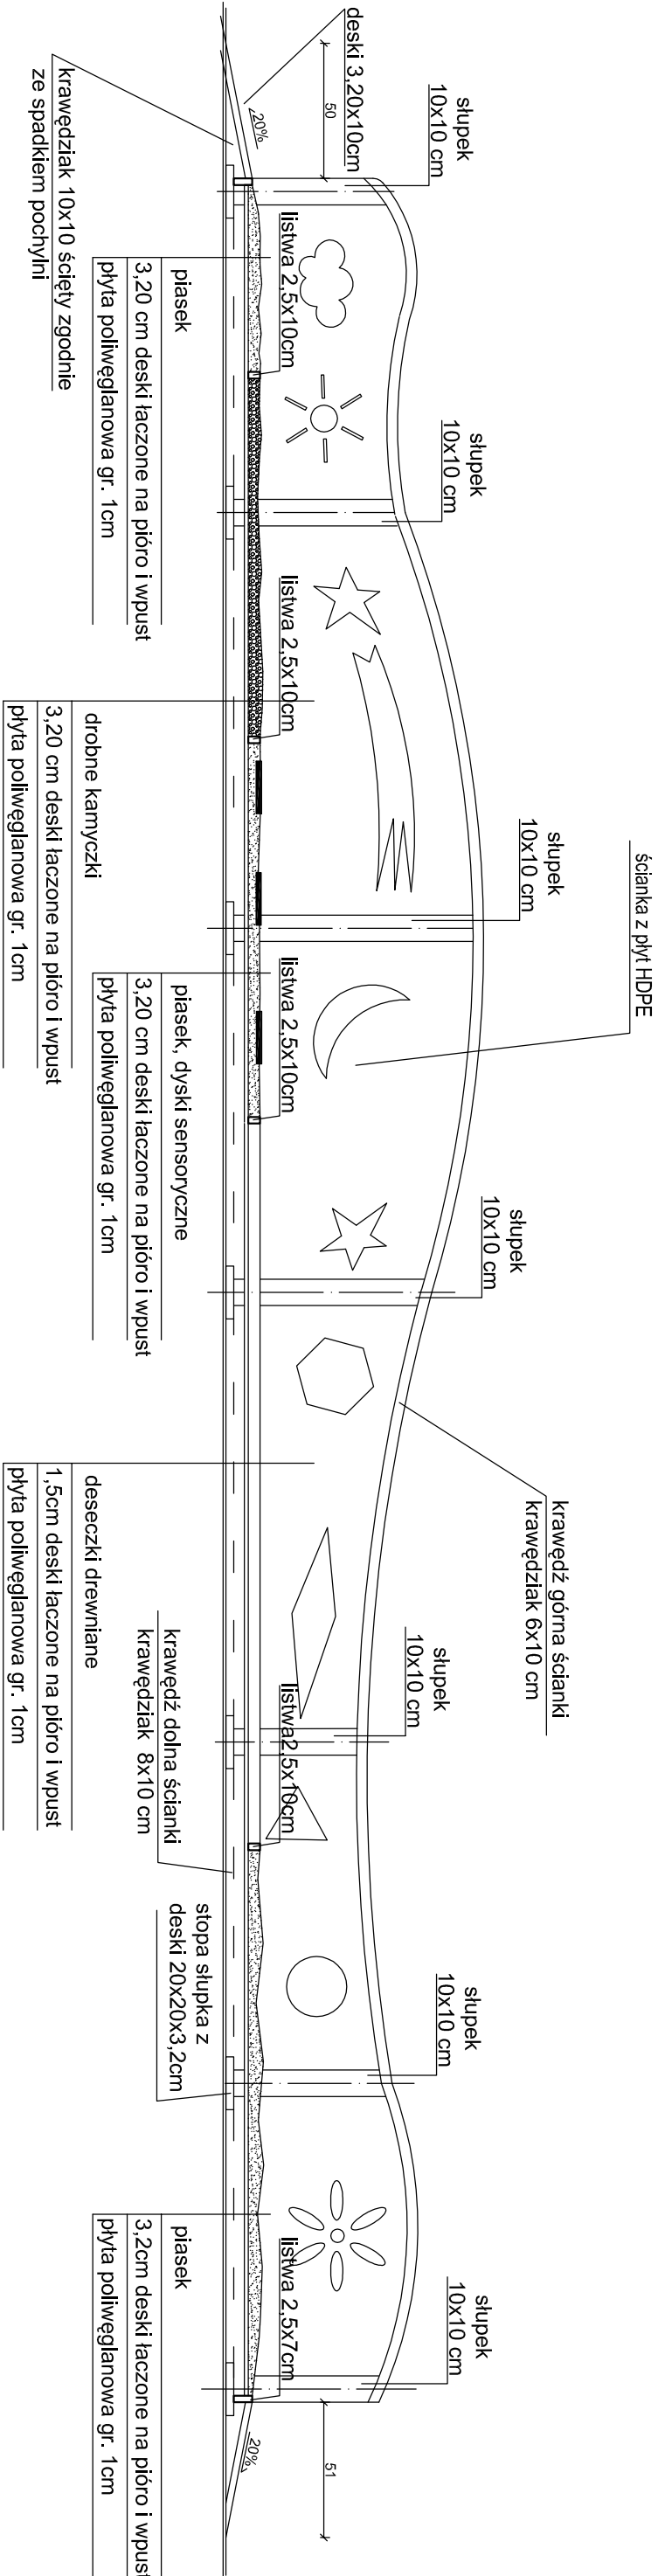 deski 3,20x10cm
50
20%
słupek
10x10 cm
krawędziak 10x10 ścięty zgodnie
ze spadkiem pochylni
listwa 2,5x10cm
piasek
3,20 cm deski łaczone na pióro i wpust
płyta poliwęglanowa gr. 1cm
słupek
10x10 cm
listwa 2,5x10cm
drobne kamyczki
3,20 cm deski łaczone na pióro i wpust
płyta poliwęglanowa gr. 1cm
słupek
10x10 cm
ścianka z płyt HDPE
listwa 2,5x10cm
piasek, dyski sensoryczne
3,20 cm deski łaczone na pióro i wpust
płyta poliwęglanowa gr. 1cm
słupek
10x10 cm
krawędź górna ścianki
krawędziak 6x10 cm
deseczki drewniane
1,5cm deski łaczone na pióro i wpust
płyta poliwęglanowa gr. 1cm
słupek
10x10 cm
listwa2,5x10cm
krawędź dolna ścianki
krawędziak 8x10 cm
stopa słupka z
deski 20x20x3,2cm
słupek
10x10 cm
listwa 2,5x7cm
piasek
3,2cm deski łaczone na pióro i wpust
płyta poliwęglanowa gr. 1cm
słupek
10x10 cm
20%
51